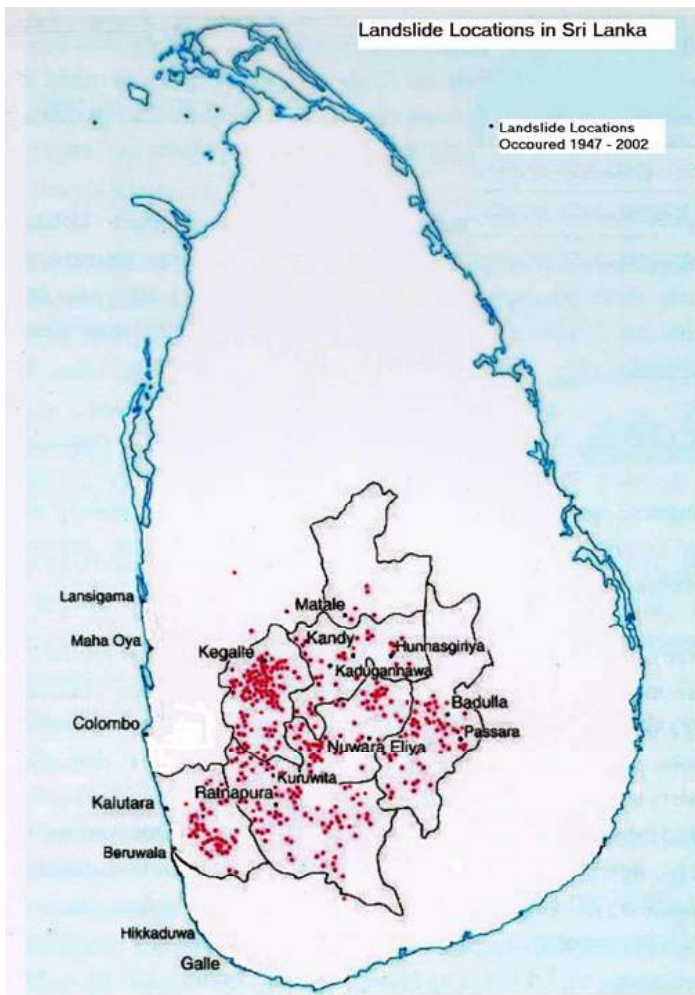 Landslide Locations in Sri Lanka
Landslide Locations
Occoured 1947 - 2002
Lansigama
Matale
Maha Oya
Kandy
Hunnasgiriya
Kegalle
Kadugannawa
Badulla
Colombo
Passara
Nuwara Eliya
Kuruwita
Ratnapura
Kalutara
Beruwala
Hikkaduwa
Galle